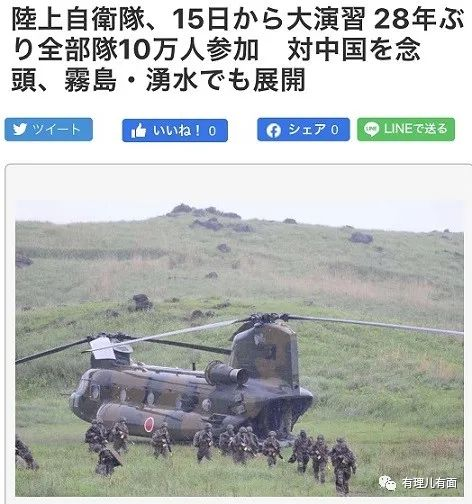 陸上自衛隊、15日から大演習 28年ぶ
り全部隊10万人参加　対中国を念
頭、霧島・湧水でも展開
ツイート
いいね！ 0
シェア 0
LINE LINEで送る
有理儿有面